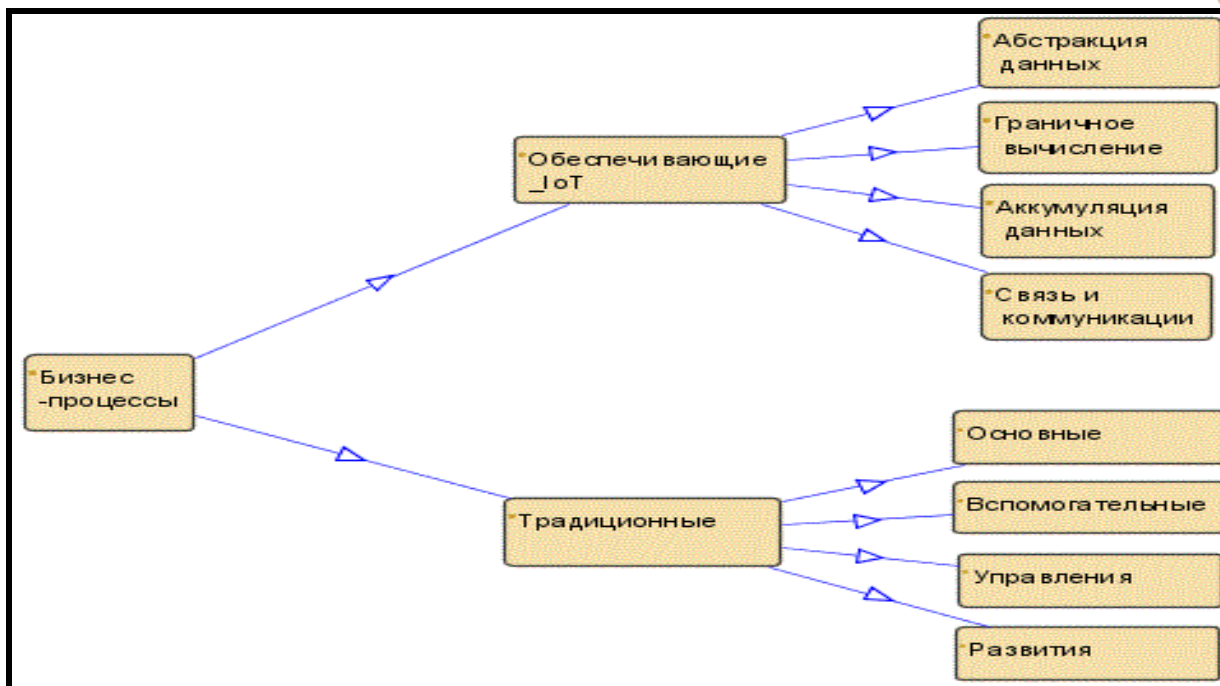 Абстракция
данных
Граничное
вычисление
Обеспечивающие
_IoT
Аккумуляция
данных
Связь и
коммуникации
Бизнес
-процессы
Основные
Вспомогательные
Традиционные
Управления
Развития